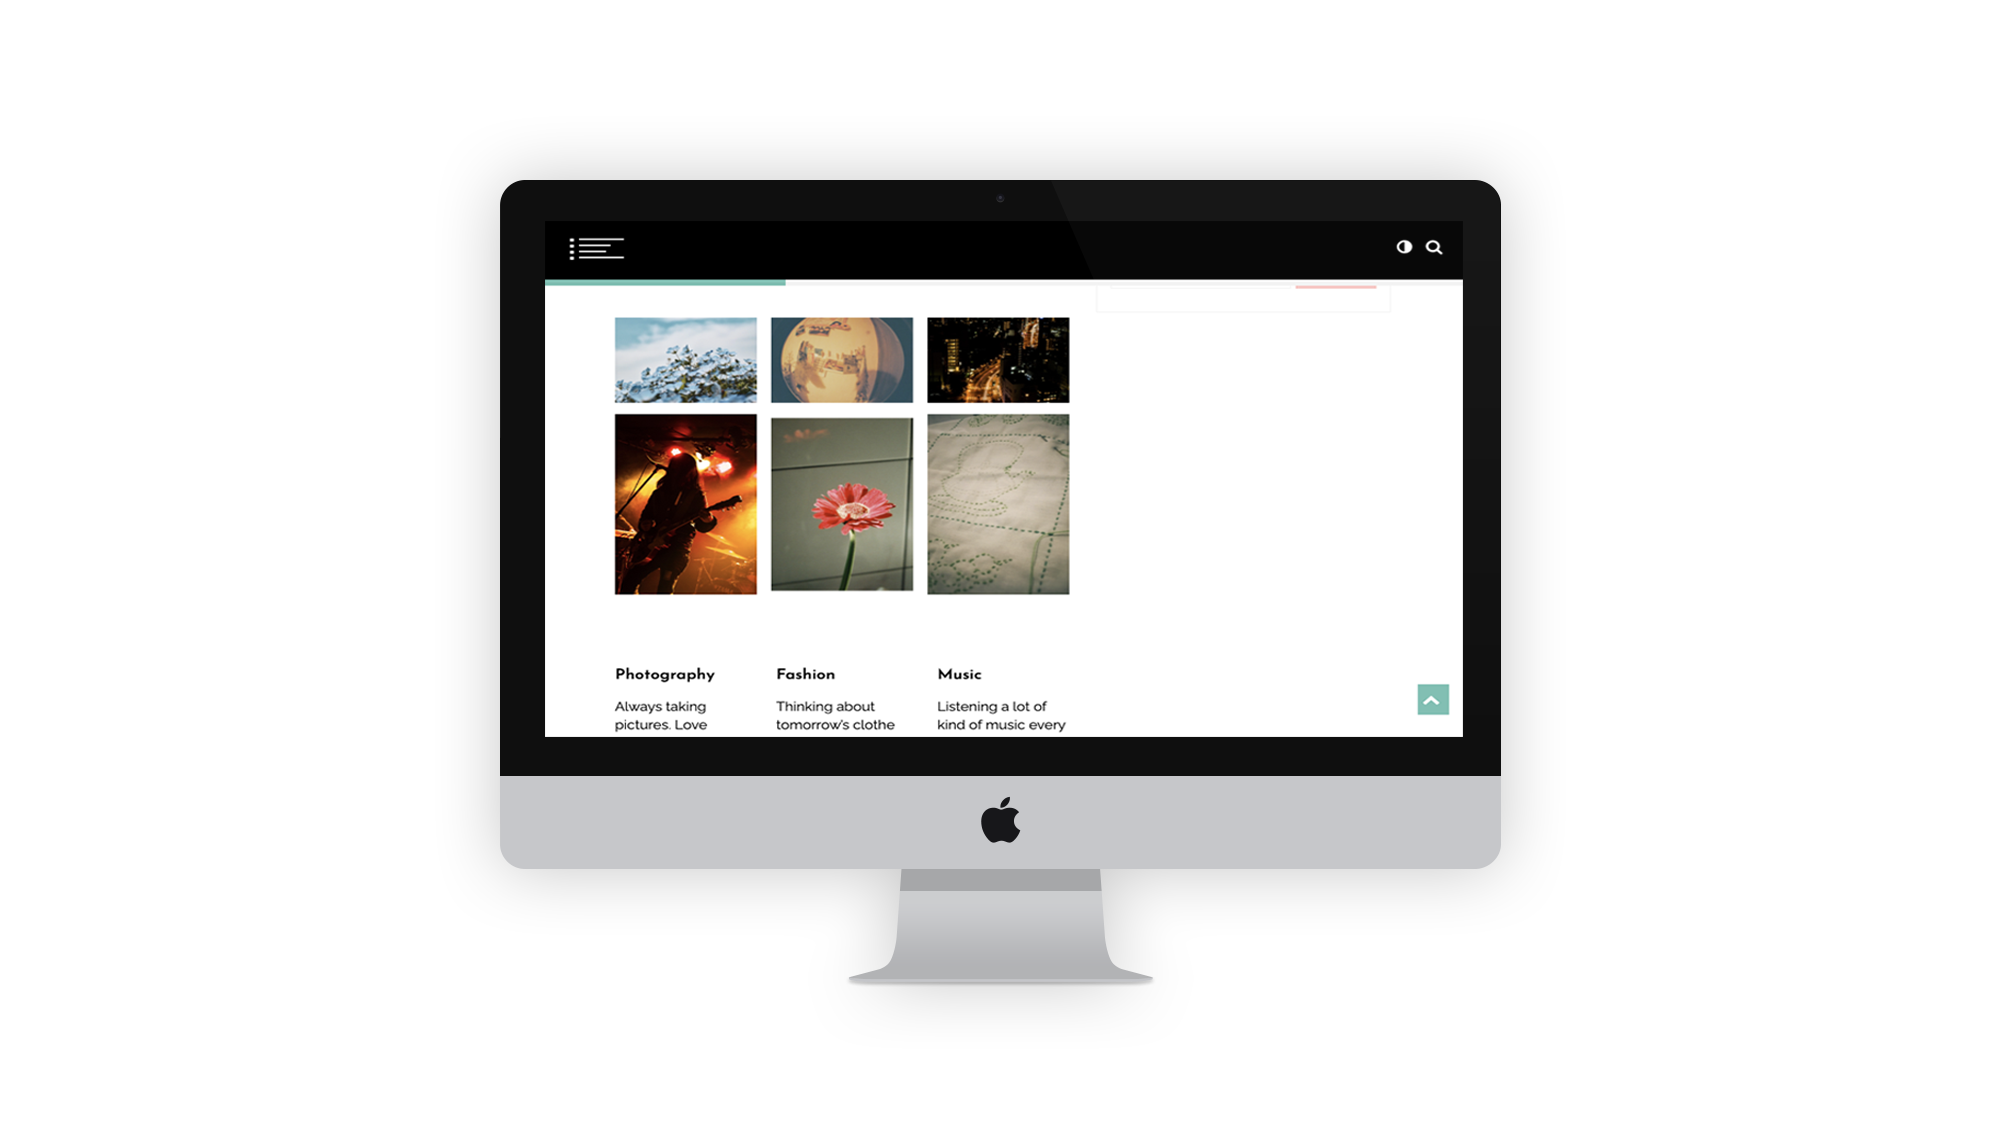 Photography
Always taking
pictures. Love
Fashion
Thinking about
tomorrow's clothe
Music
Listening a lot of
kind of music every